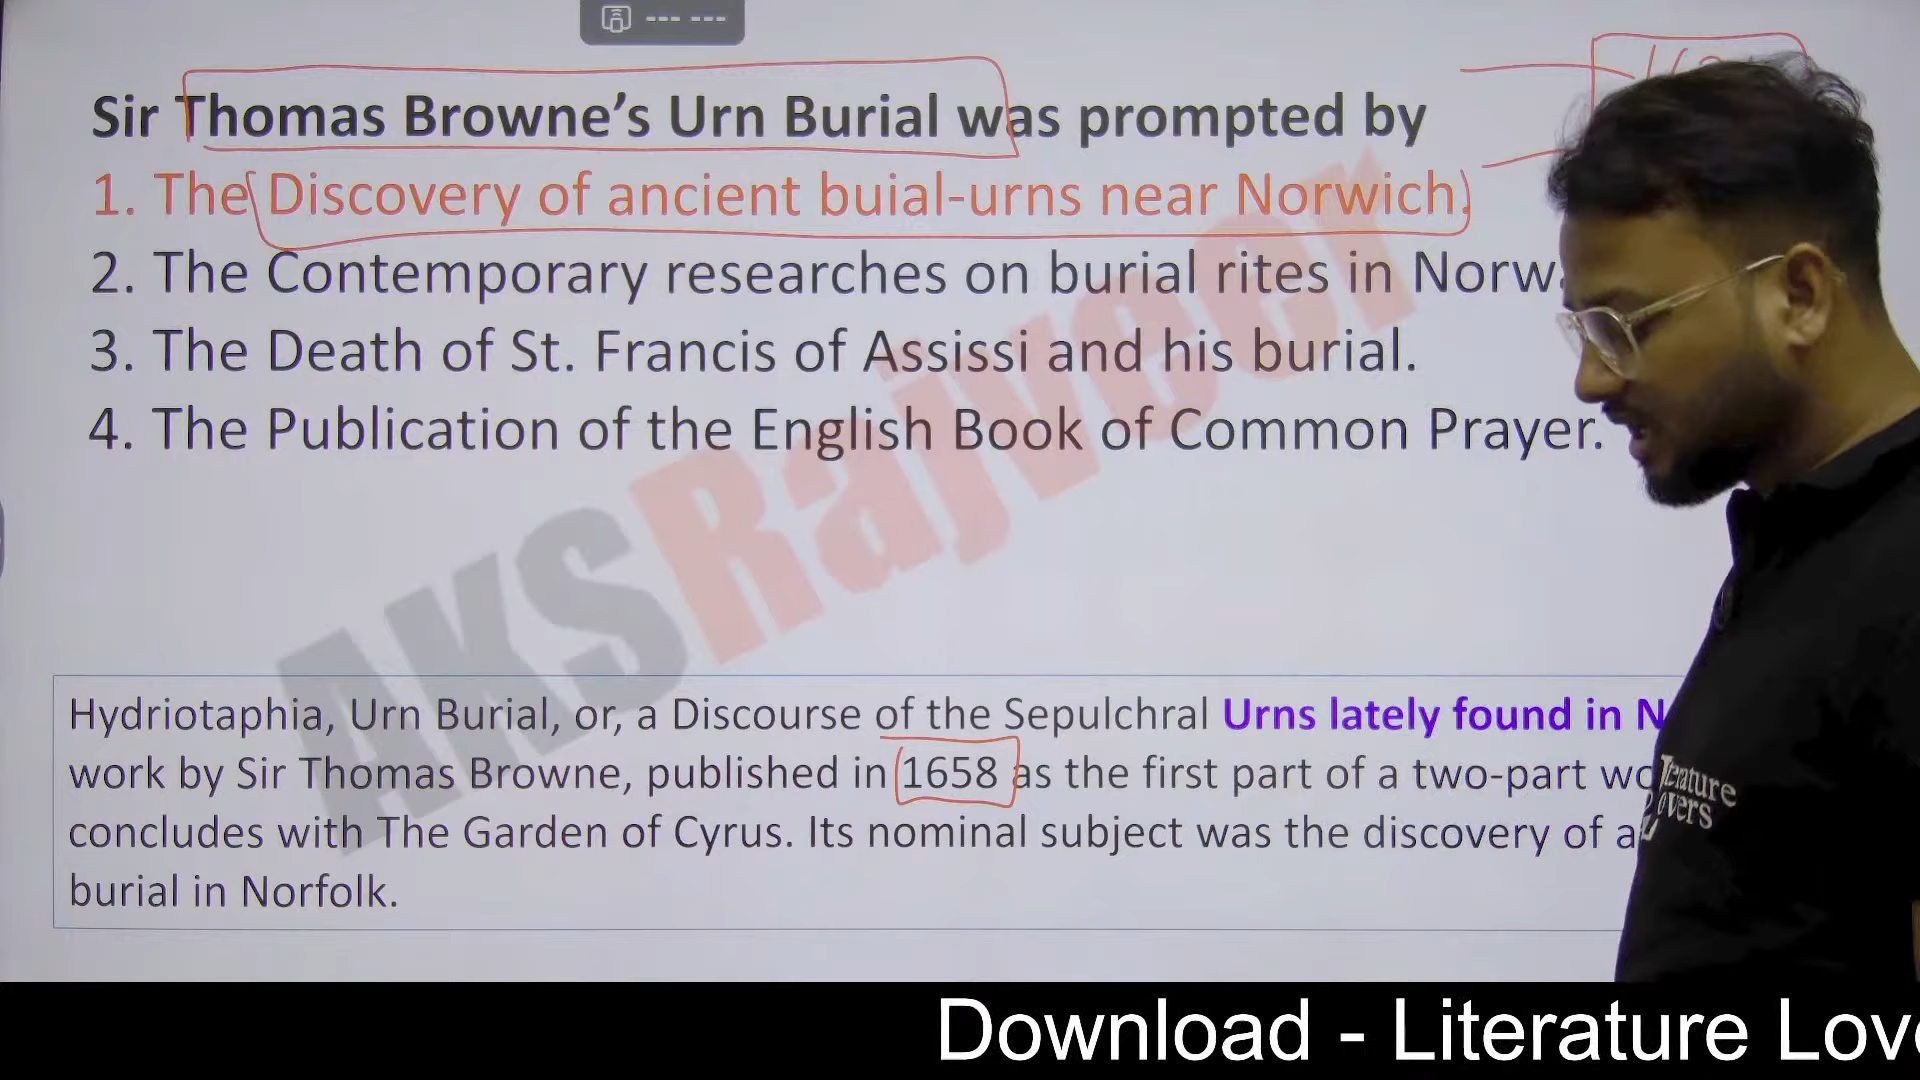 --- ---
Sir Thomas Browne's Urn Burial was prompted by
1. The Discovery of ancient buial-urns near Norwich.
2. The Contemporary researches on burial rites in
3. The Death of St. Francis of Assissi and his burial.
4. The Publication of the English Book of Common Prayer.
AKSRajveer
Hydriotaphia, Urn Burial, or, a Discourse of the Sepulchral Urns lately found in
work by Sir Thomas Browne, published in 1658 as the first part of a two-part
concludes with The Garden of Cyrus. Its nominal subject was the discovery of
burial in Norfolk.
Literature
Lovers
Download - Literature